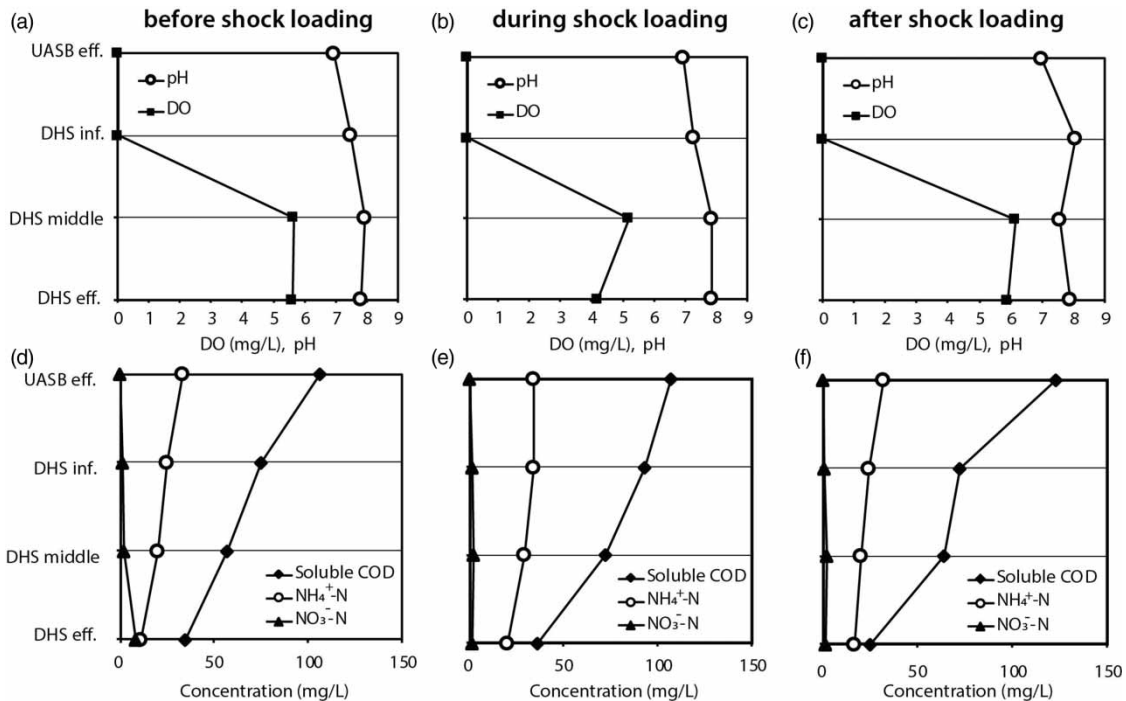 before shock loading
during shock loading
after shock loading
(a)
UASB eff.
DHS inf.
DHS middle
DHS eff.
pH
DO
0 1 2 3 4 5 6 7 8 9
DO (mg/L), pH
(b)
pH
DO
0 1 2 3 4 5 6 7 8 9
DO (mg/L), pH
(c)
pH
DO
0 1 2 3 4 5 6 7 8 9
DO (mg/L), pH
(d)
UASB eff.
DHS inf.
DHS middle
DHS eff.
Soluble COD
NH₄⁺-N
NO₃⁻-N
0 50 100 150
Concentration (mg/L)
(e)
Soluble COD
NH₄⁺-N
NO₃⁻-N
0 50 100 150
Concentration (mg/L)
(f)
Soluble COD
NH₄⁺-N
NO₃⁻-N
0 50 100 150
Concentration (mg/L)